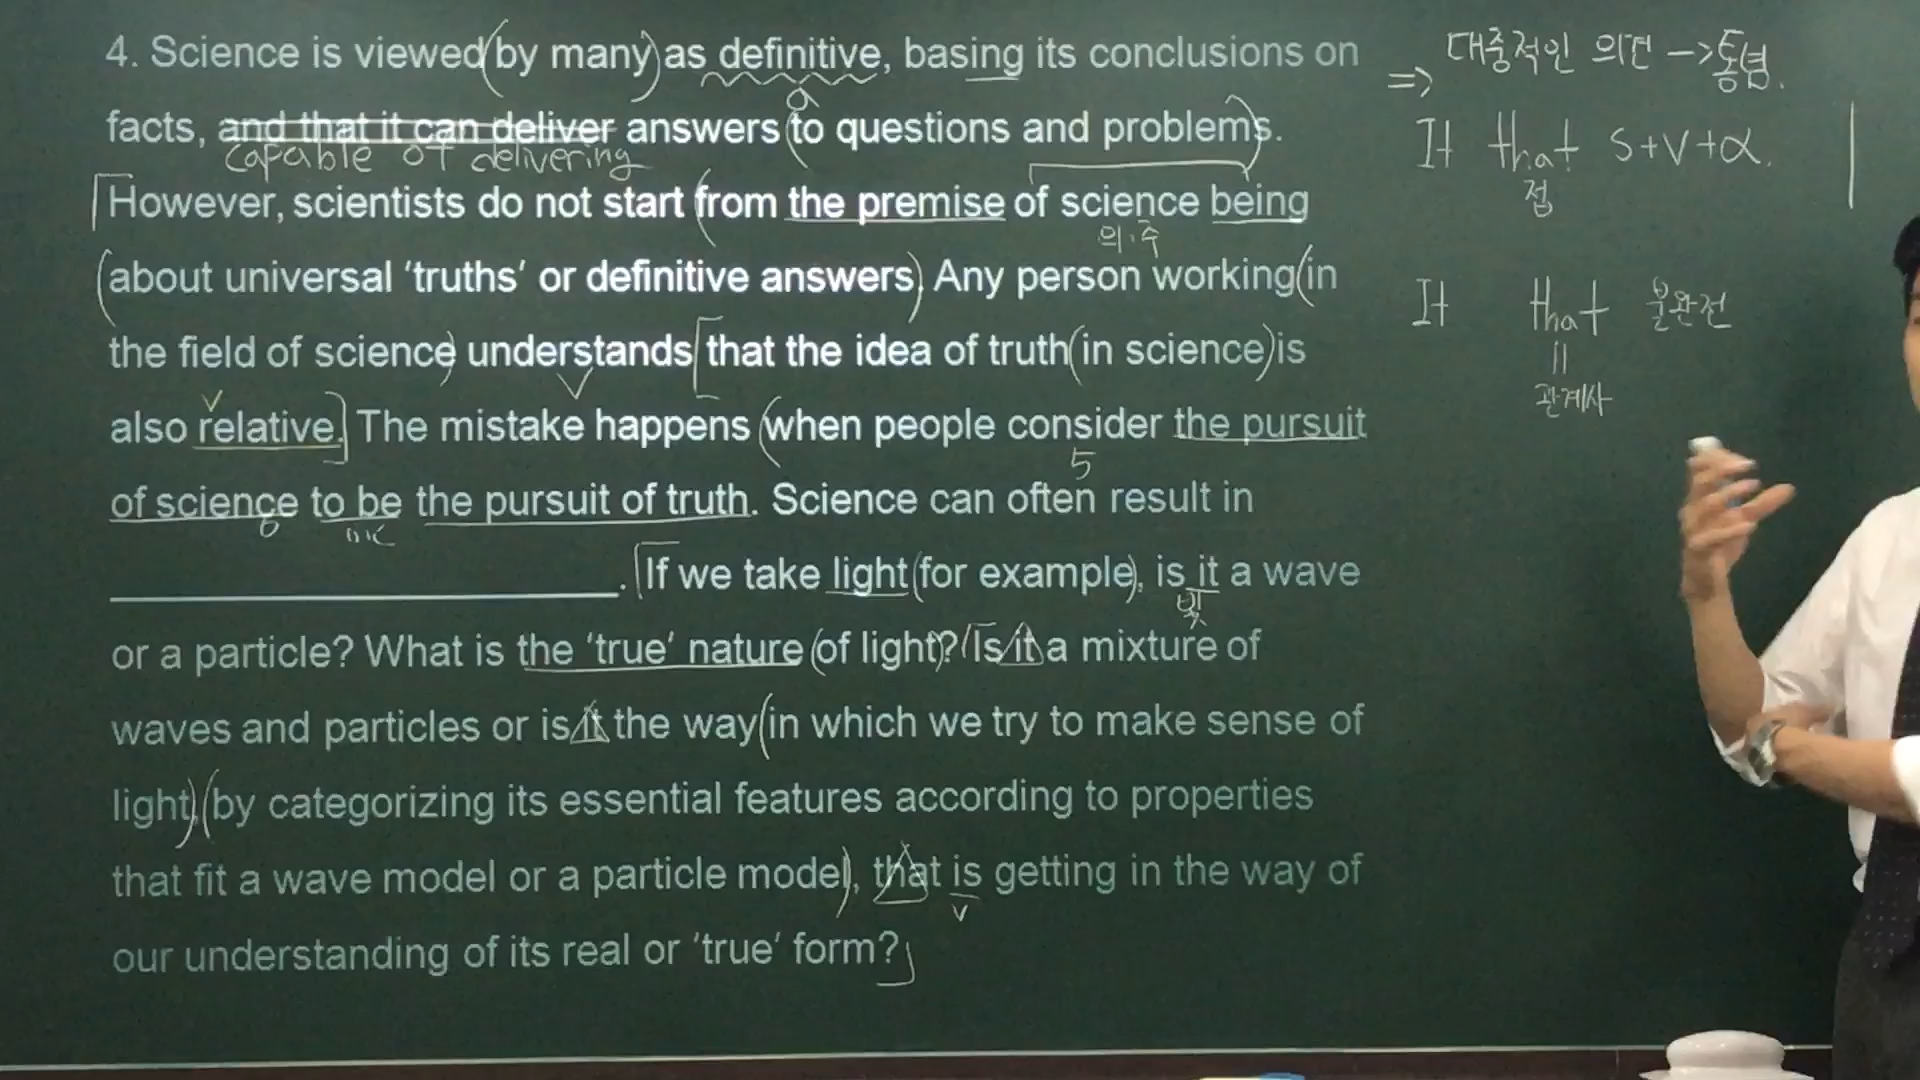 4. Science is viewed (by many) as definitive, basing its conclusions on
facts, and that it can deliver answers (to questions and problems).
capable of delivering
However, scientists do not start (from the premise of science being
의·주
(about universal 'truths' or definitive answers). Any person working (in
the field of science) understands [that the idea of truth (in science) is
V
V
also relative.] The mistake happens (when people consider the pursuit
5
of science to be the pursuit of truth. Science can often result in
o
____________________. [If we take light (for example), is it a wave
빛
or a particle? What is the 'true' nature (of light)? Is it a mixture of
waves and particles or is it the way (in which we try to make sense of
light), (by categorizing its essential features according to properties
that fit a wave model or a particle model), that is getting in the way of
v
our understanding of its real or 'true' form?]
=> 대중적인 의견 → 통념.
It that S+V+α.
접
It that 불완전
||
관계사